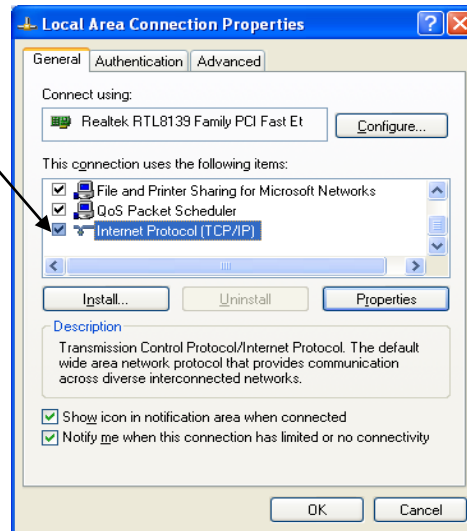 Local Area Connection Properties
General Authentication Advanced
Connect using:
Realtek RTL8139 Family PCI Fast Et Configure...
This connection uses the following items:
File and Printer Sharing for Microsoft Networks
QoS Packet Scheduler
Internet Protocol (TCP/IP)
Install... Uninstall Properties
Description
Transmission Control Protocol/Internet Protocol. The default
wide area network protocol that provides communication
across diverse interconnected networks.
Show icon in notification area when connected
Notify me when this connection has limited or no connectivity
OK Cancel